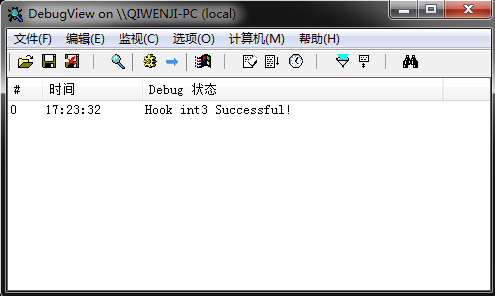 DebugView on \\QIWENJI-PC (local)
文件(F) 编辑(E) 监视(C) 选项(O) 计算机(M) 帮助(H)
# 时间 Debug 状态
0 17:23:32 Hook int3 Successful!